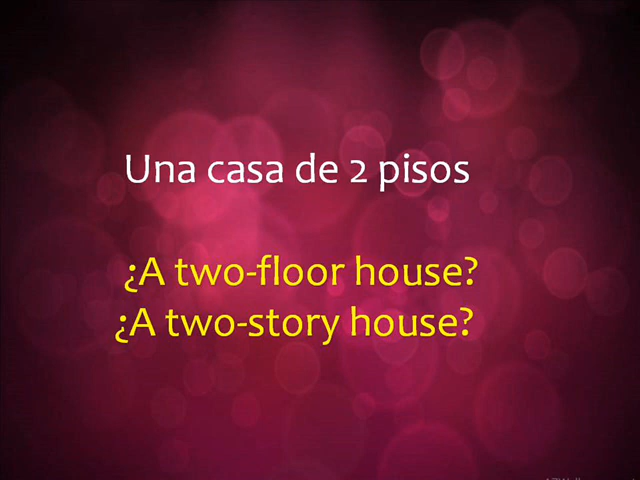 Una casa de 2 pisos
¿A two-floor house?
¿A two-story house?